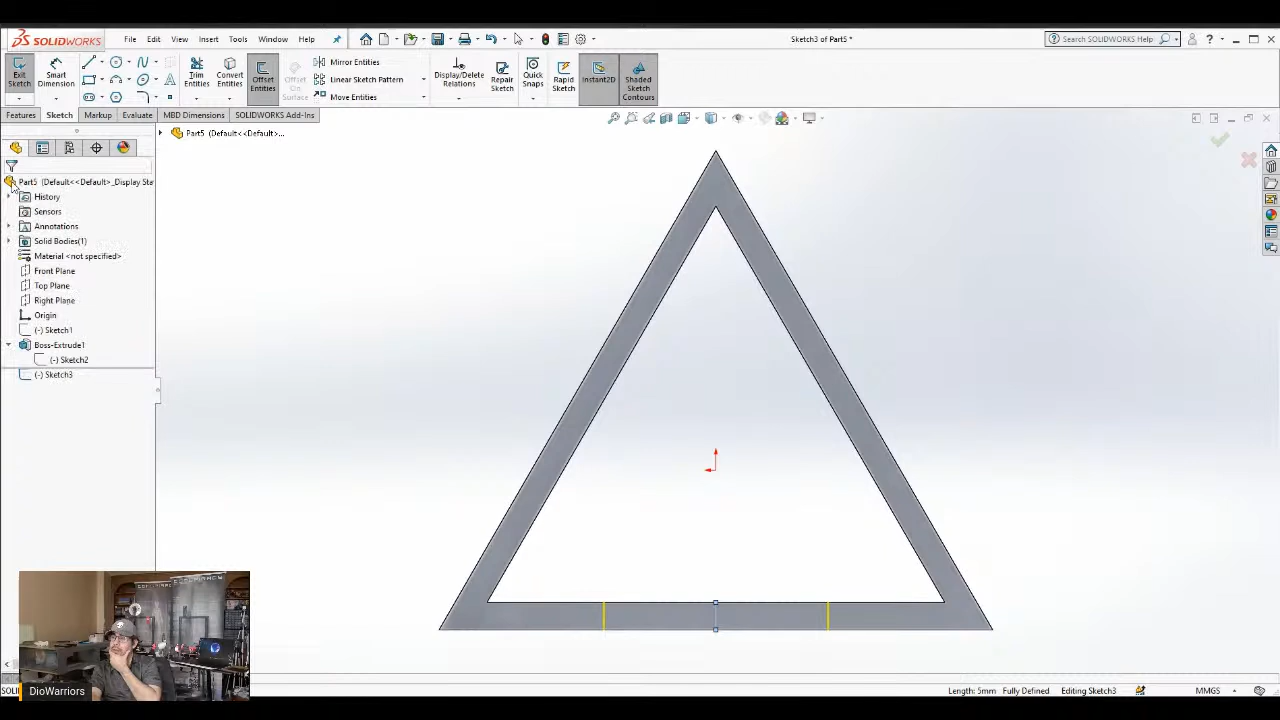 SOLIDWORKS
File Edit View Insert Tools Window Help
Sketch3 of Part5 *
Search SOLIDWORKS Help
Exit Sketch
Smart Dimension
Trim Entities
Convert Entities
Offset Entities
Offset On Surface
Mirror Entities
Linear Sketch Pattern
Move Entities
Display/Delete Relations
Repair Sketch
Quick Snaps
Rapid Sketch
Instant2D
Shaded Sketch Contours
Features Sketch Markup Evaluate MBD Dimensions SOLIDWORKS Add-Ins
Part5 (Default<<Default>...
Part5 (Default<<Default>_Display Sta
History
Sensors
Annotations
Solid Bodies(1)
Material <not specified>
Front Plane
Top Plane
Right Plane
Origin
(-) Sketch1
Boss-Extrude1
(-) Sketch2
(-) Sketch3
DioWarriors
Length: 5mm Fully Defined Editing Sketch3 MMGS